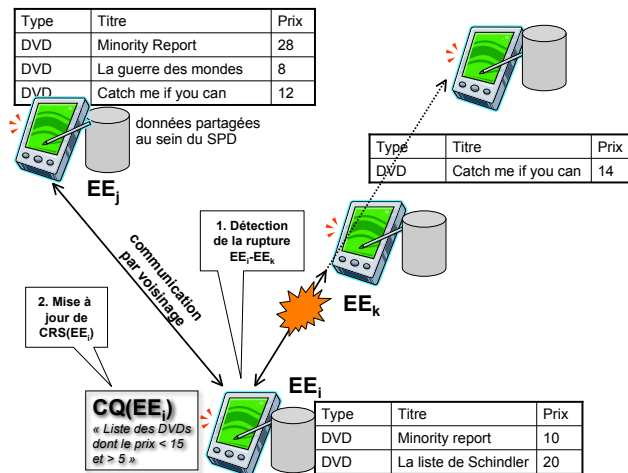 Type Titre Prix
DVD Minority Report 28
DVD La guerre des mondes 8
DVD Catch me if you can 12
données partagées
au sein du SPD
EEj
Type Titre Prix
DVD Catch me if you can 14
1. Détection
de la rupture
EEi-EEk
communication
par voisinage
EEk
2. Mise à
jour de
CRS(EEi)
EEi
CQ(EEi)
« Liste des DVDs
dont le prix < 15
et > 5 »
Type Titre Prix
DVD Minority report 10
DVD La liste de Schindler 20